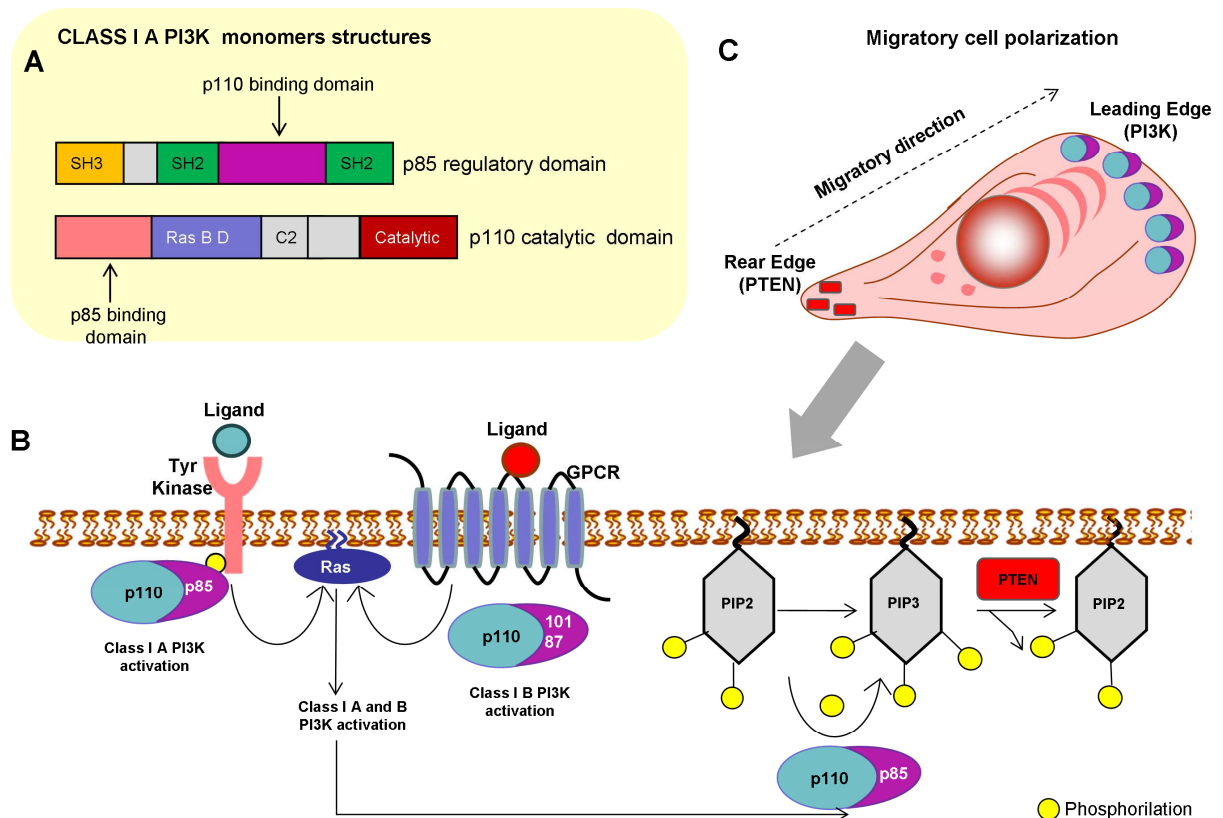 CLASS I A PI3K monomers structures
A
p110 binding domain
SH3
SH2
SH2
p85 regulatory domain
Ras B D
C2
Catalytic
p110 catalytic domain
p85 binding
domain
C
Migratory cell polarization
Leading Edge
(PI3K)
Migratory direction
Rear Edge
(PTEN)
B
Ligand
Tyr
Kinase
Ligand
GPCR
Ras
p110
p85
Class I A PI3K
activation
p110
101
87
Class I B PI3K
activation
Class I A and B
PI3K activation
PIP2
PIP3
PTEN
PIP2
p110
p85
Phosphorilation